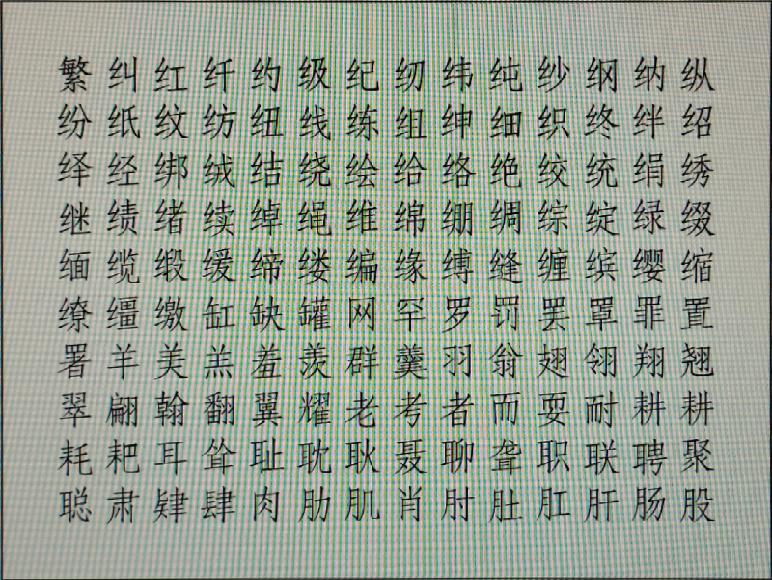 繁纠红纤约级纪纫纬纯纱纲纳纵
纷纸纹纺纽线练组绅细织终绊绍
绎经绑绒结绕绘给络绝绞统绢绣
继绩绪续绰绳维绵绷绸综绽绿缀
缅缆缎缓缔缕编缘缚缝缠缤缨缩
缭缰缴缸缺罐网罕罗罚罢罩罪置
署羊美羔羞羡群羹羽翁翅翎翔翘
翠翩翰翻翼耀老考者而耍耐耕耕
耗耙耳耸耻耽耿聂聊聋职联聘聚
聪肃肄肆肉肋肌肖肘肚肛肝肠股